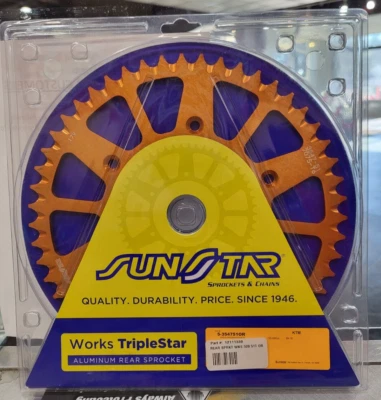 SUNSTAR
SPROCKETS & CHAINS
QUALITY. DURABILITY. PRICE. SINCE 1946.
Works TripleStar
ALUMINUM REAR SPROCKET